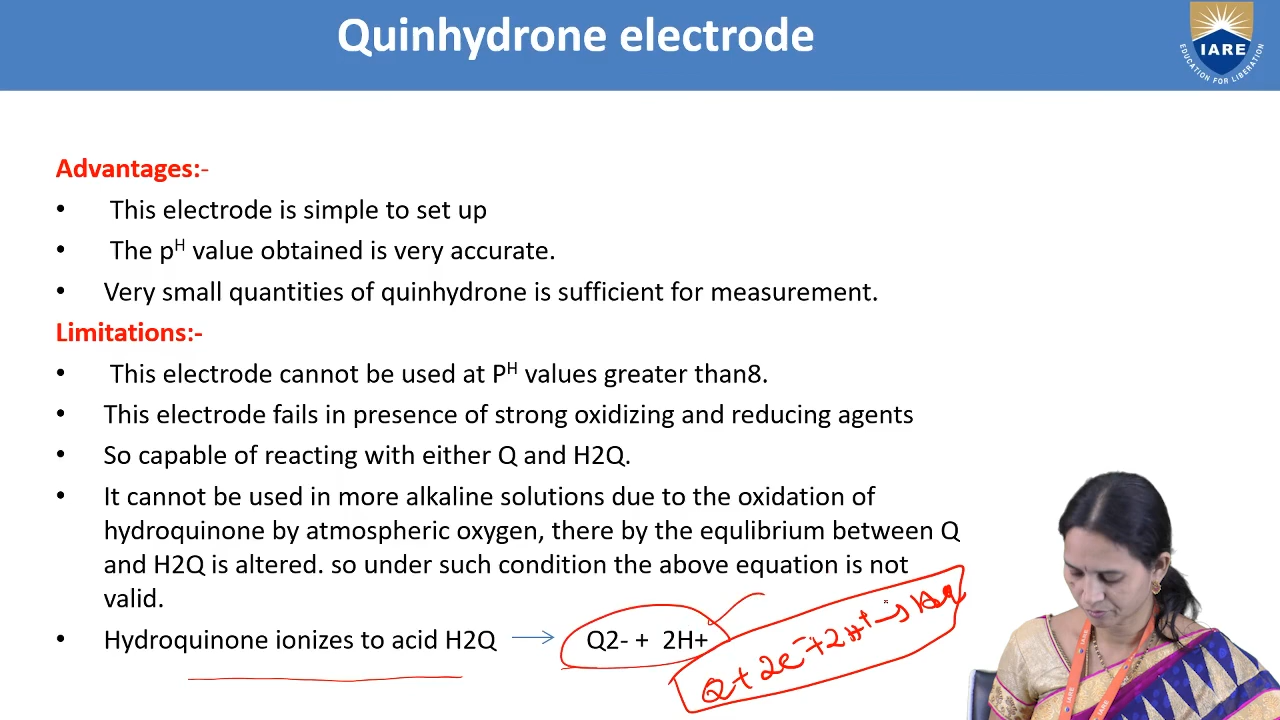 Quinhydrone electrode
IARE
EDUCATION FOR LIBERATION
Advantages:-
• This electrode is simple to set up
• The pᴴ value obtained is very accurate.
• Very small quantities of quinhydrone is sufficient for measurement.
Limitations:-
• This electrode cannot be used at Pᴴ values greater than8.
• This electrode fails in presence of strong oxidizing and reducing agents
• So capable of reacting with either Q and H2Q.
• It cannot be used in more alkaline solutions due to the oxidation of
hydroquinone by atmospheric oxygen, there by the equlibrium between Q
and H2Q is altered. so under such condition the above equation is not
valid.
• Hydroquinone ionizes to acid H2Q → Q2- + 2H+
Q + 2e⁻ + 2H⁺ →
IARE